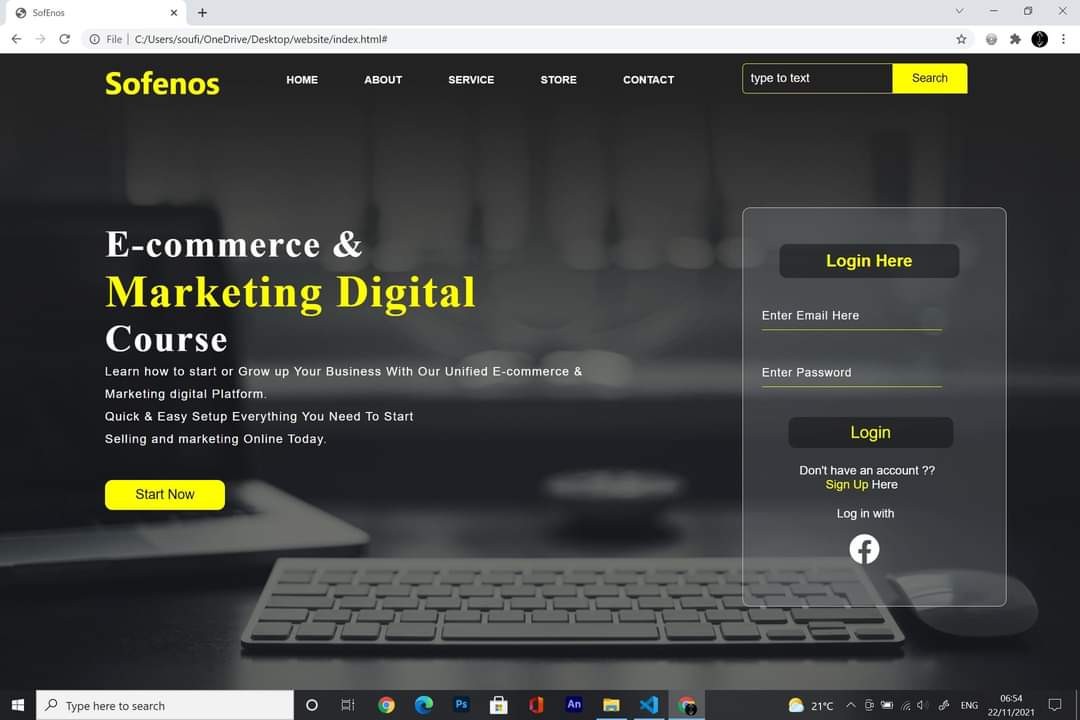 SofEnos
File | C:/Users/soufi/OneDrive/Desktop/website/index.html#
Sofenos
HOME ABOUT SERVICE STORE CONTACT
type to text Search
E-commerce &
Marketing Digital
Course
Learn how to start or Grow up Your Business With Our Unified E-commerce &
Marketing digital Platform.
Quick & Easy Setup Everything You Need To Start
Selling and marketing Online Today.
Start Now
Login Here
Enter Email Here
Enter Password
Login
Don't have an account ??
Sign Up Here
Log in with
Type here to search
Ps
An
21°C
ENG
06:54
22/11/2021